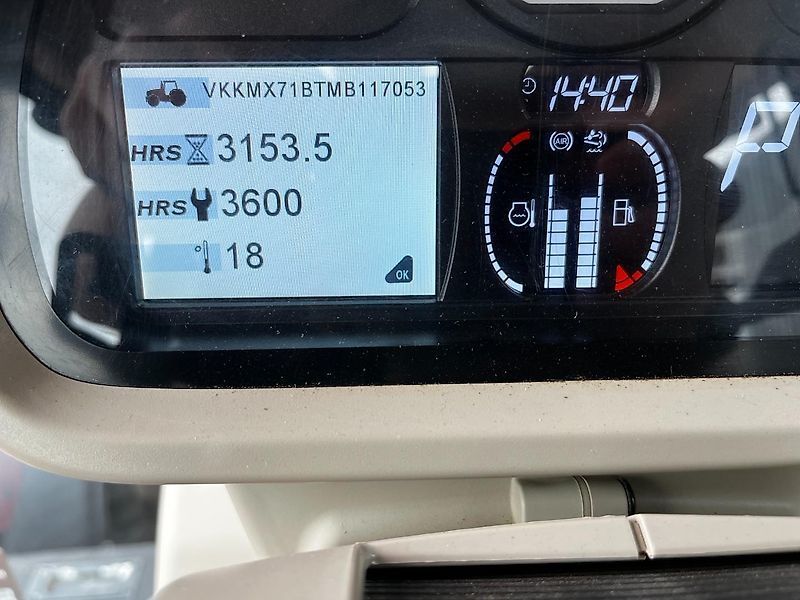 VKKMX71BTMB117053
HRS 3153.5
HRS 3600
° 18
OK
14:40
AIR
P